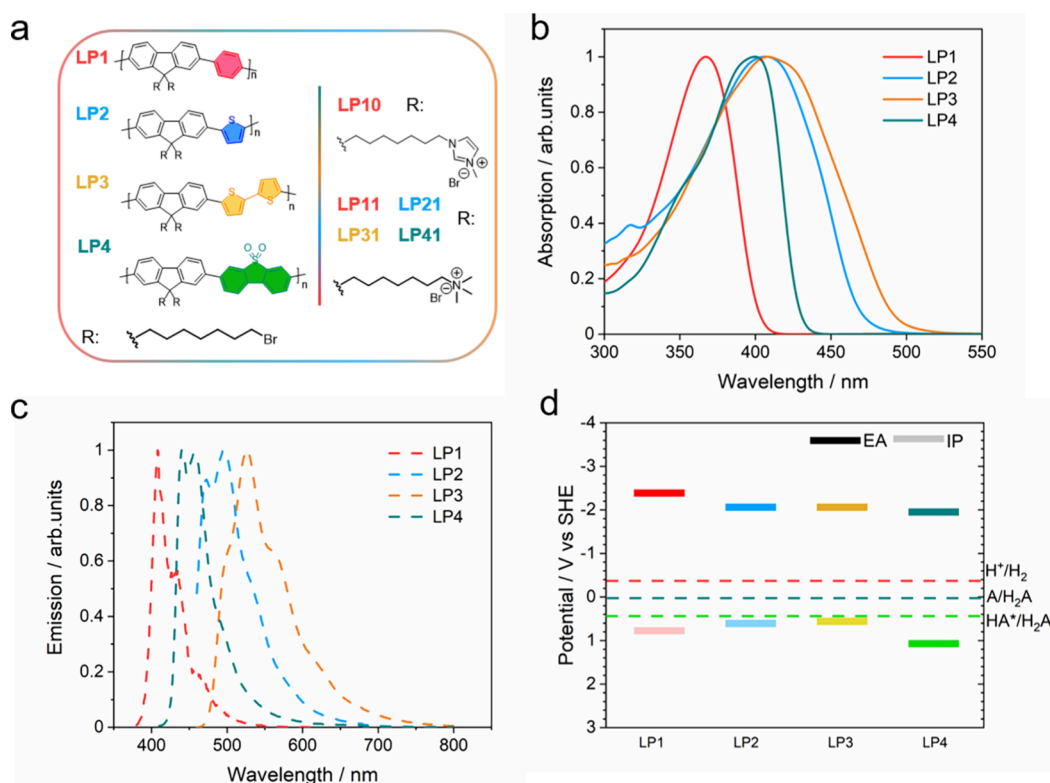 a
LP1
n
R R
LP2
S
n
R R
LP3
S
S
n
R R
LP4
O O
S
n
R R
R:
Br
LP10 R:
N
N
+
Br −
LP11 LP21
R:
LP31 LP41
+
N
Br −
b
Absorption / arb.units
1
0.8
0.6
0.4
0.2
0
300 350 400 450 500 550
Wavelength / nm
LP1
LP2
LP3
LP4
c
Emission / arb.units
1
0.8
0.6
0.4
0.2
0
400 500 600 700 800
Wavelength / nm
LP1
LP2
LP3
LP4
d
Potential / V vs SHE
-4
-3
-2
-1
0
1
2
3
EA IP
H⁺/H₂
A/H₂A
HA*/H₂A
LP1 LP2 LP3 LP4